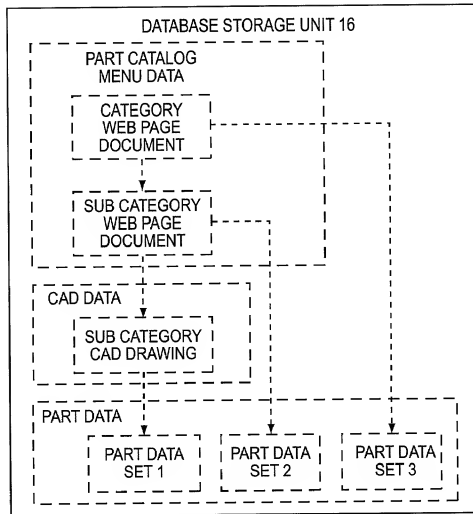 DATABASE STORAGE UNIT 16
PART CATALOG
MENU DATA
CATEGORY
WEB PAGE
DOCUMENT
SUB CATEGORY
WEB PAGE
DOCUMENT
CAD DATA
SUB CATEGORY
CAD DRAWING
PART DATA
PART DATA
SET 1
PART DATA
SET 2
PART DATA
SET 3